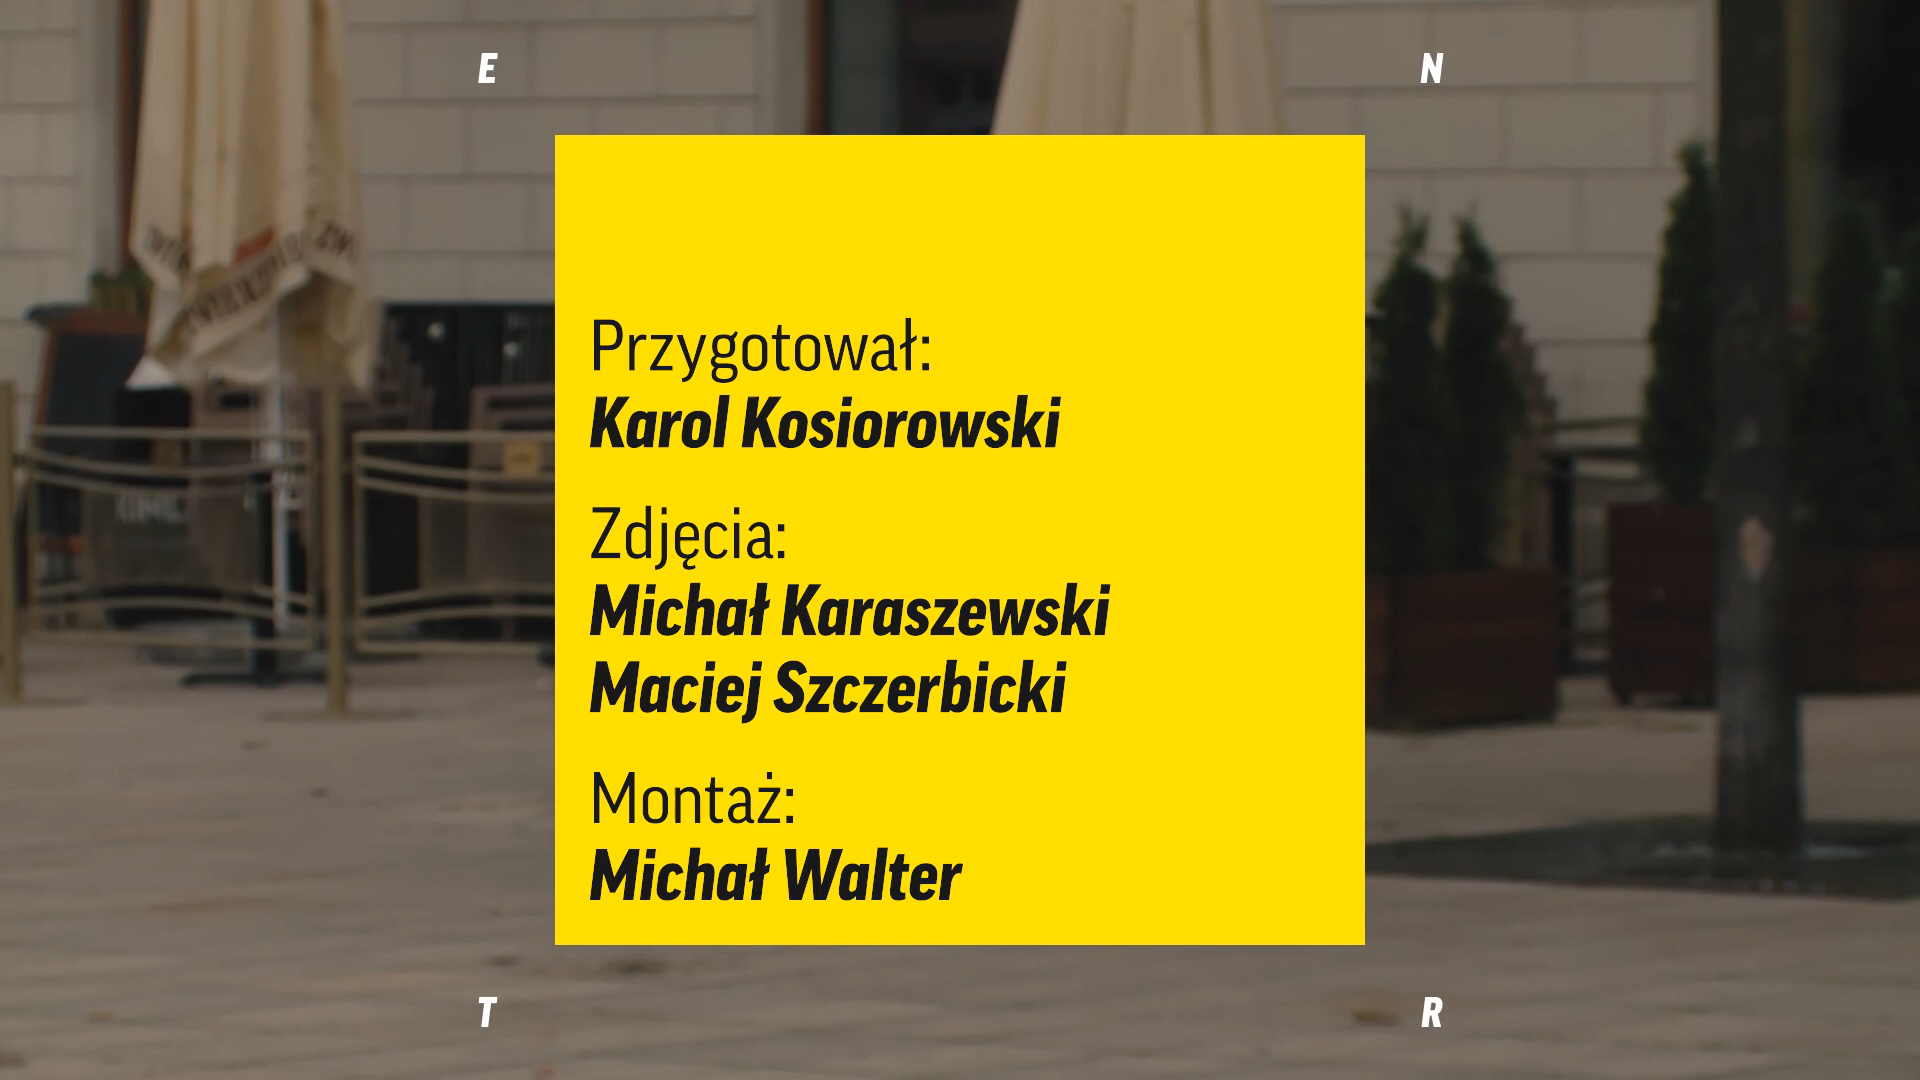 E N
Przygotował:
Karol Kosiorowski
Zdjęcia:
Michał Karaszewski
Maciej Szczerbicki
Montaż:
Michał Walter
T R